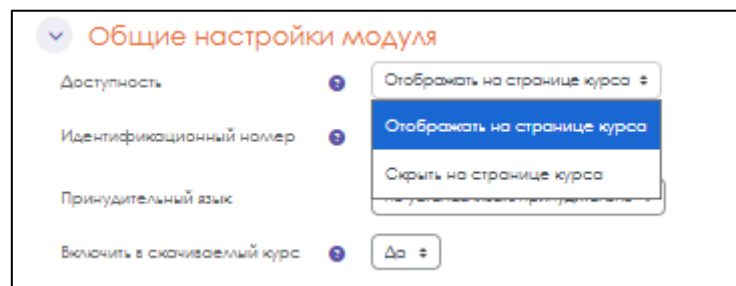 Общие настройки модуля
Доступность
Отображать на странице курса
Отображать на странице курса
Идентификационный номер
Скрыть на странице курса
Принудительный язык
Включить в скачиваемый курс
Да